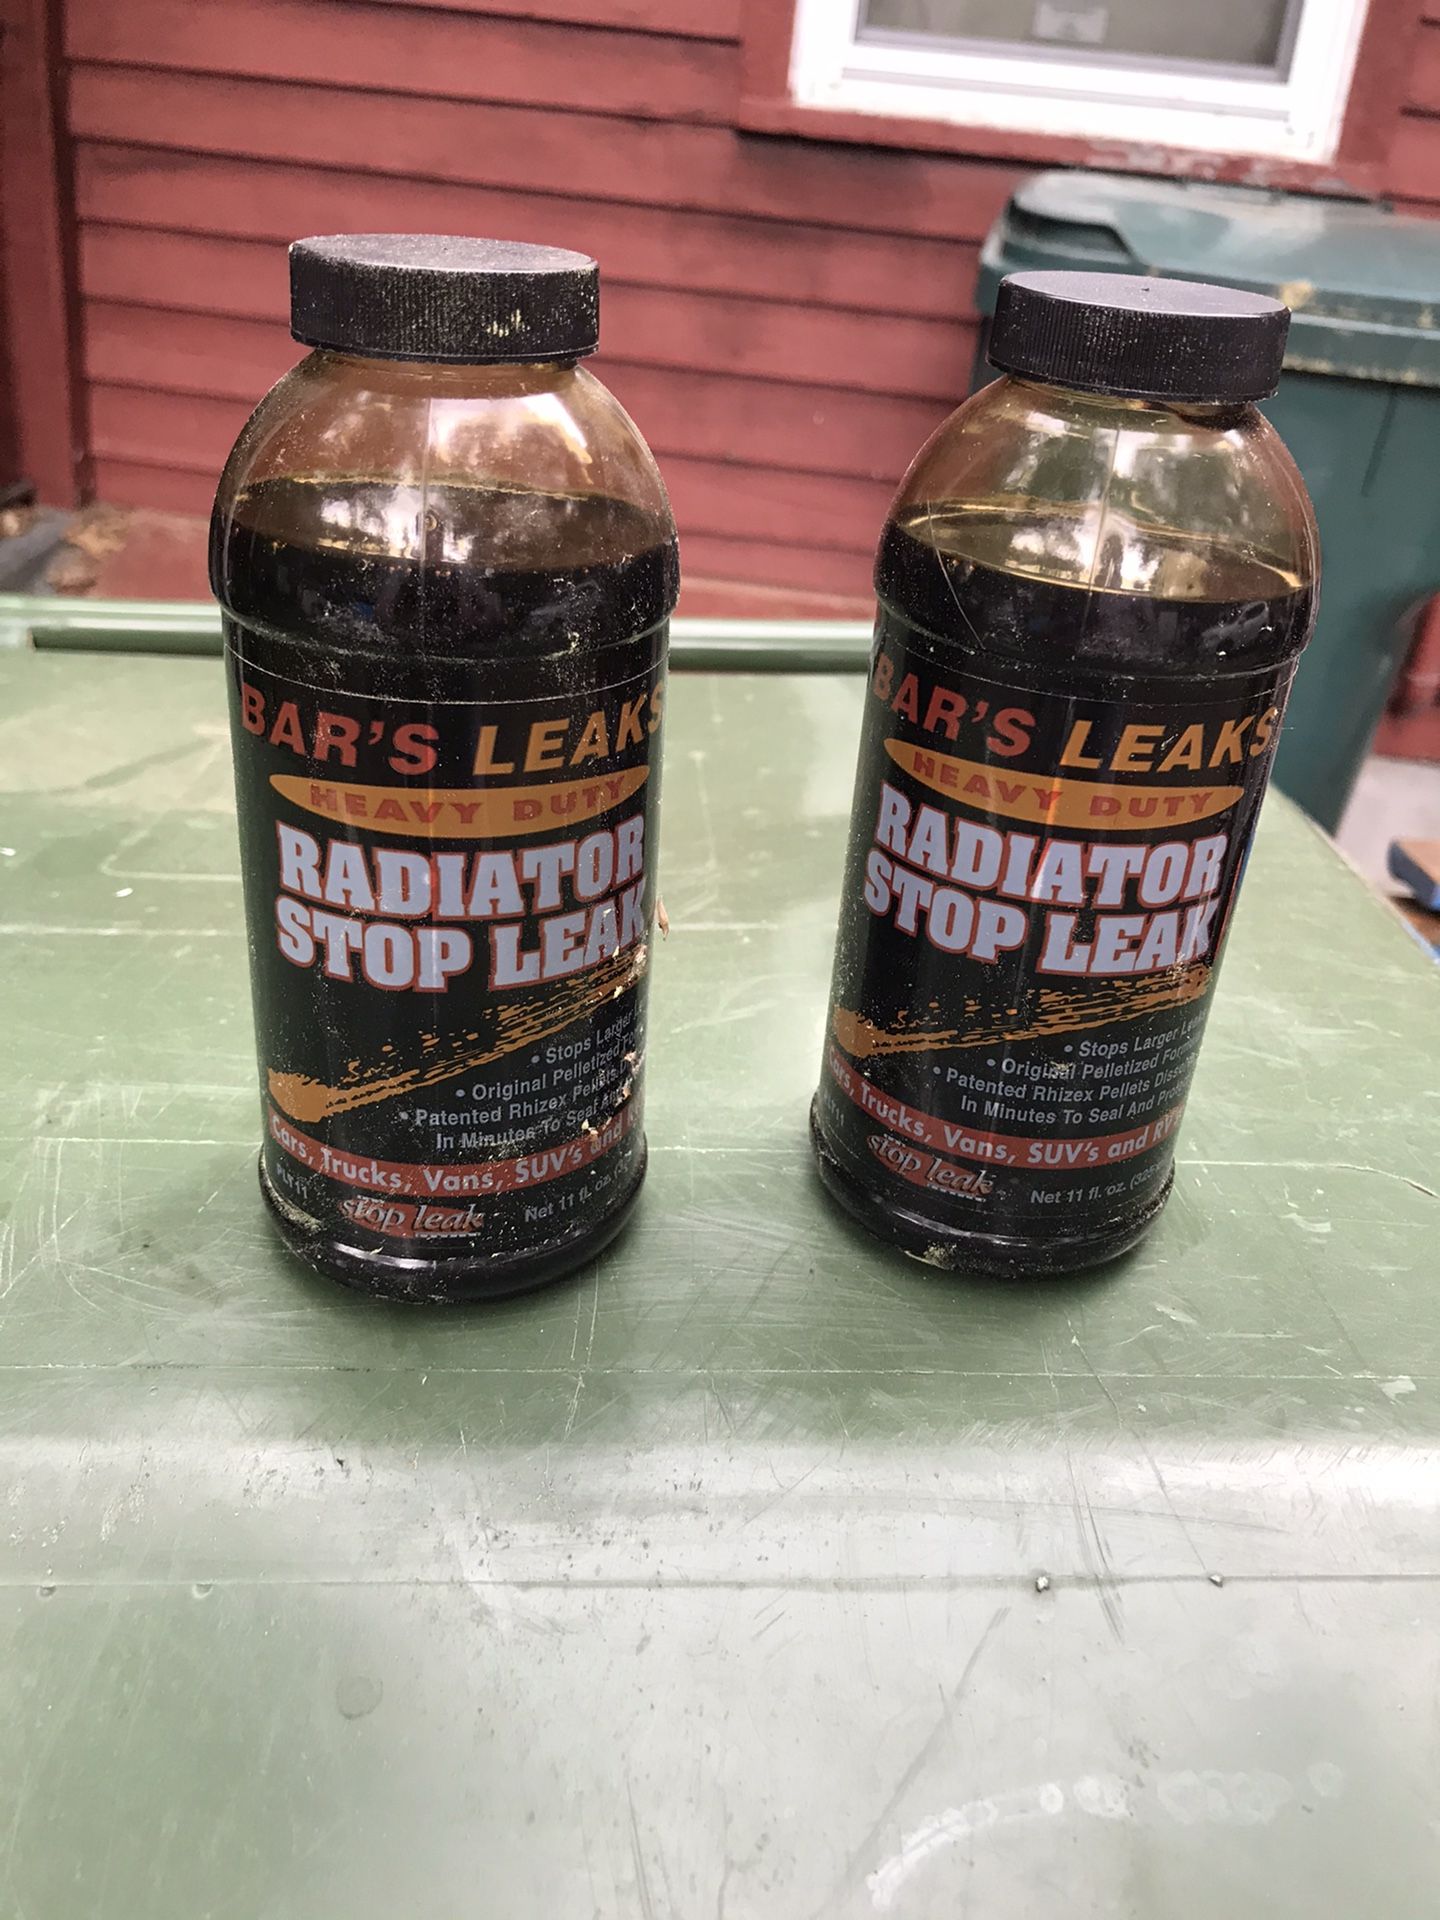 BAR'S LEAKS
HEAVY DUTY
RADIATOR
STOP LEAK
• Stops Larger
• Original Pelletized
• Patented Rhizex Pellets
In Minutes To Seal And
Cars, Trucks, Vans, SUV's and
PLT11
stop leak
Net 11 fl. oz.
BAR'S LEAKS
HEAVY DUTY
RADIATOR
STOP LEAK
• Stops Larger
• Original Pelletized
• Patented Rhizex Pellets
In Minutes To Seal And
Cars, Trucks, Vans, SUV's and RV
stop leak
Net 11 fl. oz.